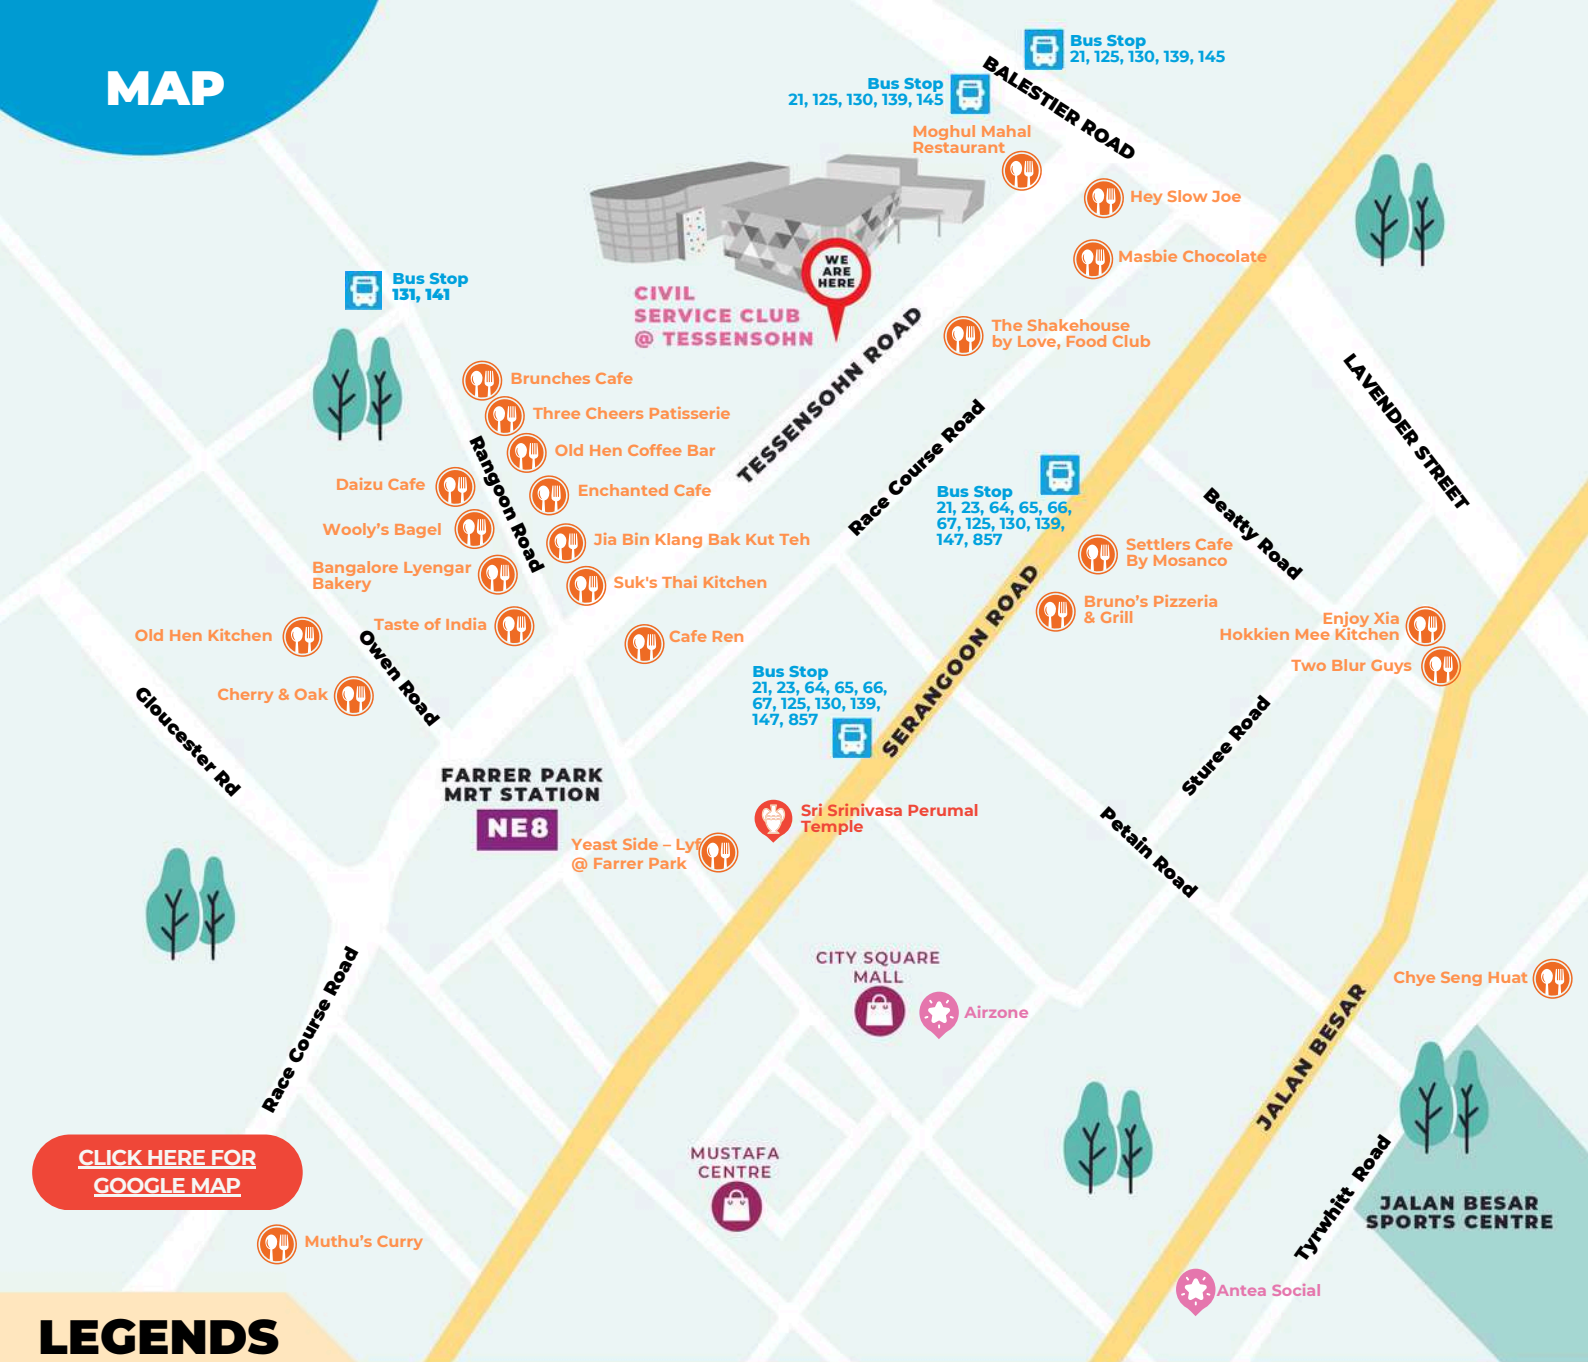 MAP
Bus Stop
21, 125, 130, 139, 145
Bus Stop
21, 125, 130, 139, 145
BALESTIER ROAD
Moghul Mahal
Restaurant
Hey Slow Joe
Masbie Chocolate
WE
ARE
HERE
CIVIL
SERVICE CLUB
@ TESSENSOHN
Bus Stop
131, 141
TESSENSOHN ROAD
The Shakehouse
by Love, Food Club
LAVENDER STREET
Brunches Cafe
Three Cheers Patisserie
Old Hen Coffee Bar
Rangoon Road
Race Course Road
Daizu Cafe
Enchanted Cafe
Bus Stop
21, 23, 64, 65, 66,
67, 125, 130, 139,
147, 857
Beatty Road
Wooly's Bagel
Jia Bin Klang Bak Kut Teh
Settlers Cafe
By Mosanco
Bangalore Lyengar
Bakery
Suk's Thai Kitchen
SERANGOON ROAD
Bruno's Pizzeria
& Grill
Old Hen Kitchen
Taste of India
Cafe Ren
Enjoy Xia
Hokkien Mee Kitchen
Owen Road
Two Blur Guys
Cherry & Oak
Gloucester Rd
Bus Stop
21, 23, 64, 65, 66,
67, 125, 130, 139,
147, 857
Sturee Road
FARRER PARK
MRT STATION
NE8
Sri Srinivasa Perumal
Temple
Petain Road
Yeast Side – Lyf
@ Farrer Park
CITY SQUARE
MALL
Airzone
Chye Seng Huat
Race Course Road
JALAN BESAR
CLICK HERE FOR
GOOGLE MAP
MUSTAFA
CENTRE
Tyrwhitt Road
JALAN BESAR
SPORTS CENTRE
Muthu's Curry
Antea Social
LEGENDS